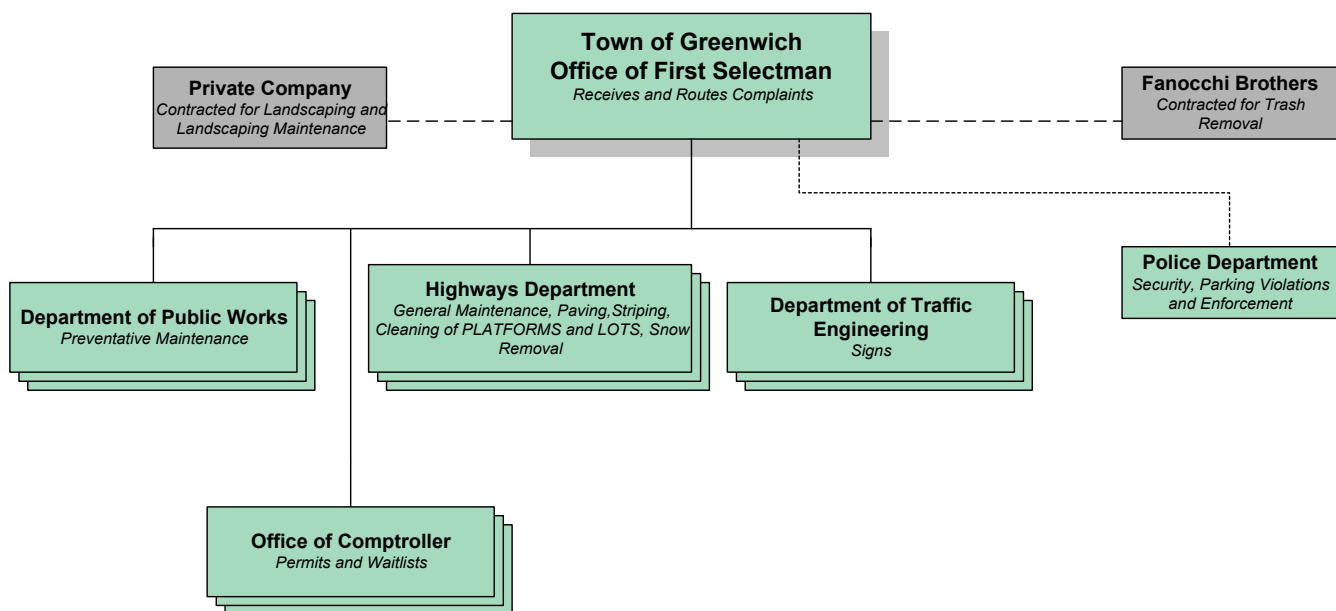 Town of Greenwich
Office of First Selectman
Receives and Routes Complaints
Private Company
Contracted for Landscaping and
Landscaping Maintenance
Fanocchi Brothers
Contracted for Trash
Removal
Police Department
Security, Parking Violations
and Enforcement
Department of Public Works
Preventative Maintenance
Highways Department
General Maintenance, Paving,Striping,
Cleaning of PLATFORMS and LOTS, Snow
Removal
Department of Traffic
Engineering
Signs
Office of Comptroller
Permits and Waitlists